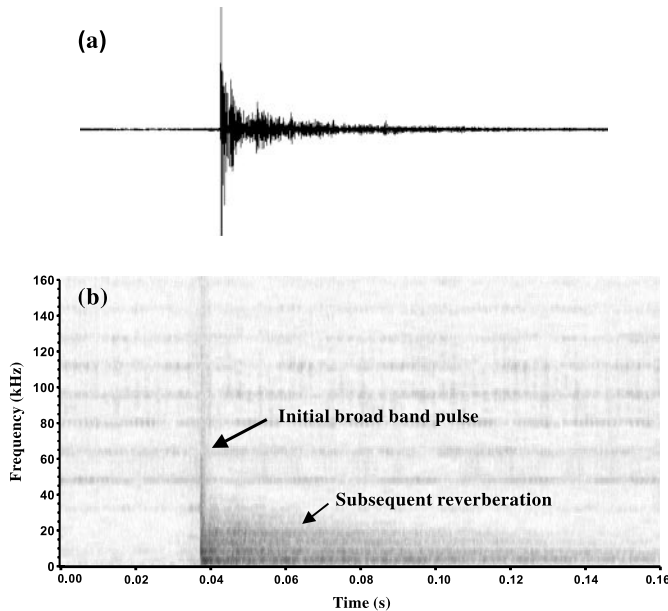 (a)
(b)
160
140
120
100
80
60
40
20
0
Frequency (kHz)
Initial broad band pulse
Subsequent reverberation
0.00 0.02 0.04 0.06 0.08 0.10 0.12 0.14 0.16
Time (s)